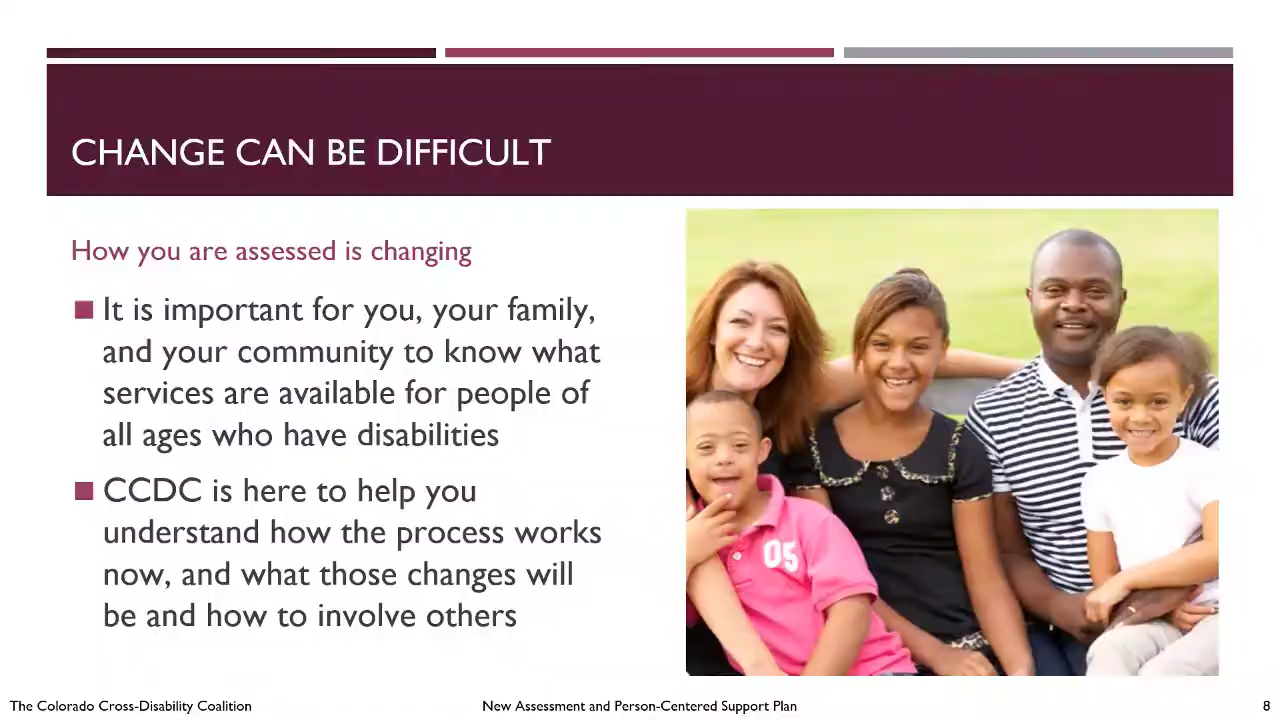 CHANGE CAN BE DIFFICULT
How you are assessed is changing
It is important for you, your family,
and your community to know what
services are available for people of
all ages who have disabilities
CCDC is here to help you
understand how the process works
now, and what those changes will
be and how to involve others
05
The Colorado Cross-Disability Coalition
New Assessment and Person-Centered Support Plan
8